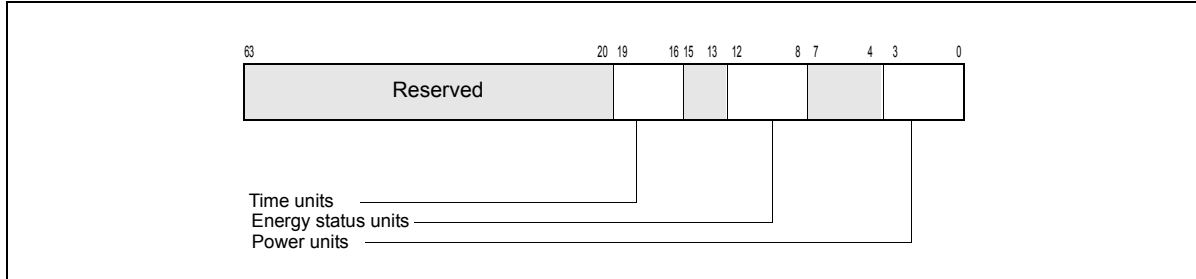 63 20 19 16 15 13 12 8 7 4 3 0
Reserved
Time units
Energy status units
Power units